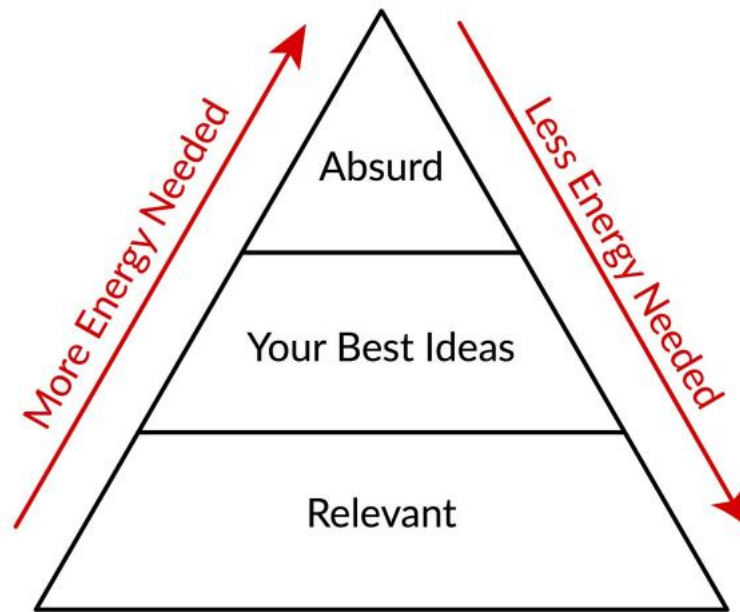 More Energy Needed
Less Energy Needed
Absurd
Your Best Ideas
Relevant